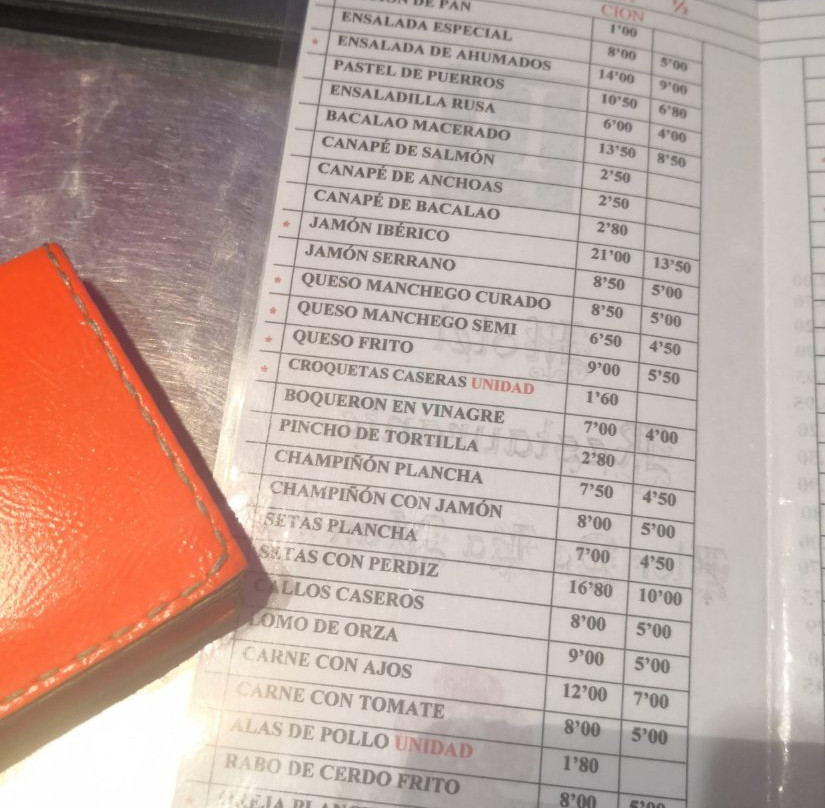 CION ½
DE PAN 1'00
ENSALADA ESPECIAL 8'00 5'00
* ENSALADA DE AHUMADOS 14'00 9'00
PASTEL DE PUERROS 10'50 6'80
ENSALADILLA RUSA 6'00 4'00
BACALAO MACERADO 13'50 8'50
CANAPÉ DE SALMÓN 2'50
CANAPÉ DE ANCHOAS 2'50
CANAPÉ DE BACALAO 2'80
* JAMÓN IBÉRICO 21'00 13'50
JAMÓN SERRANO 8'50 5'00
* QUESO MANCHEGO CURADO 8'50 5'00
* QUESO MANCHEGO SEMI 6'50 4'50
* QUESO FRITO 9'00 5'50
* CROQUETAS CASERAS UNIDAD 1'60
BOQUERON EN VINAGRE 7'00 4'00
PINCHO DE TORTILLA 2'80
CHAMPIÑÓN PLANCHA 7'50 4'50
CHAMPIÑÓN CON JAMÓN 8'00 5'00
SETAS PLANCHA 7'00 4'50
SETAS CON PERDIZ 16'80 10'00
CALLOS CASEROS 8'00 5'00
LOMO DE ORZA 9'00 5'00
CARNE CON AJOS 12'00 7'00
CARNE CON TOMATE 8'00 5'00
ALAS DE POLLO UNIDAD 1'80
RABO DE CERDO FRITO 8'00 5'00